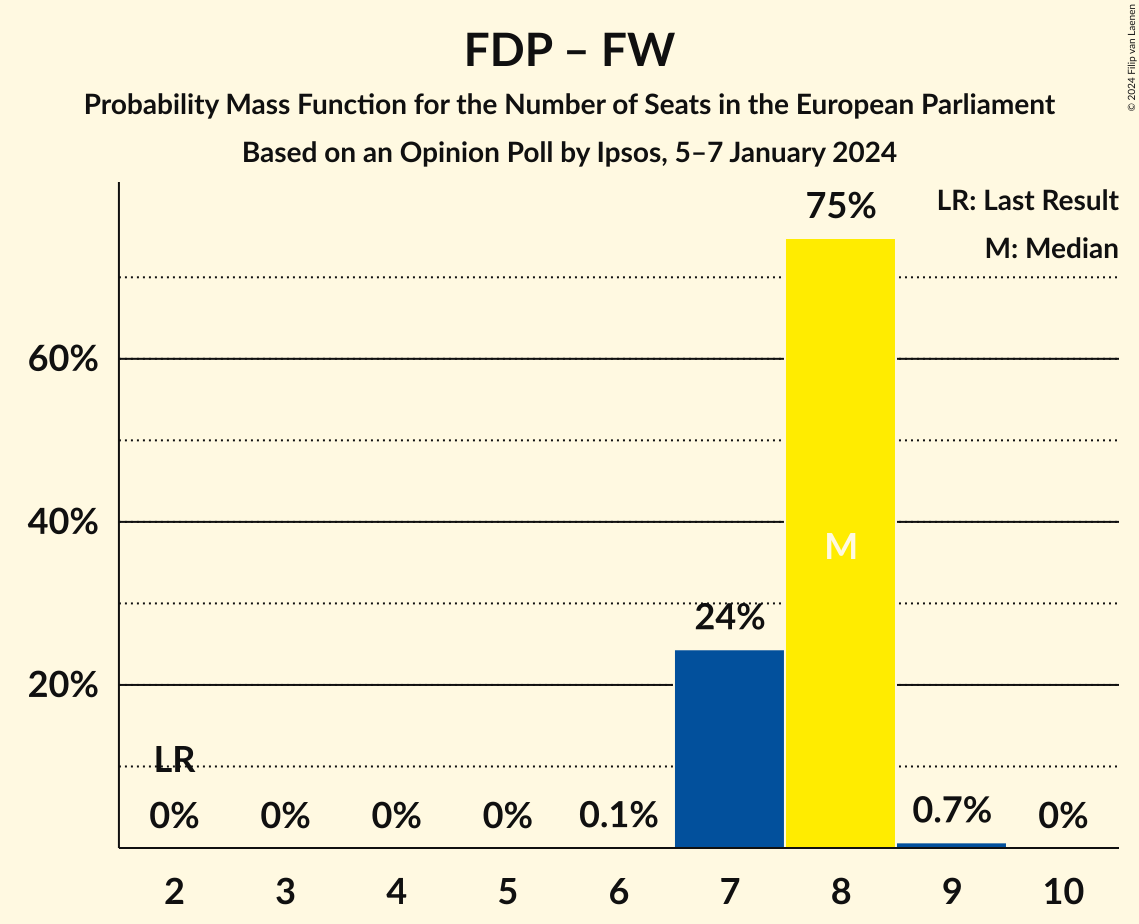 FDP – FW
Probability Mass Function for the Number of Seats in the European Parliament
Based on an Opinion Poll by Ipsos, 5–7 January 2024
© 2024 Filip van Laenen
LR: Last Result
M: Median
75%
60%
40%
20%
M
24%
LR
0%
0%
0%
0%
0.1%
0.7%
0%
2 3 4 5 6 7 8 9 10